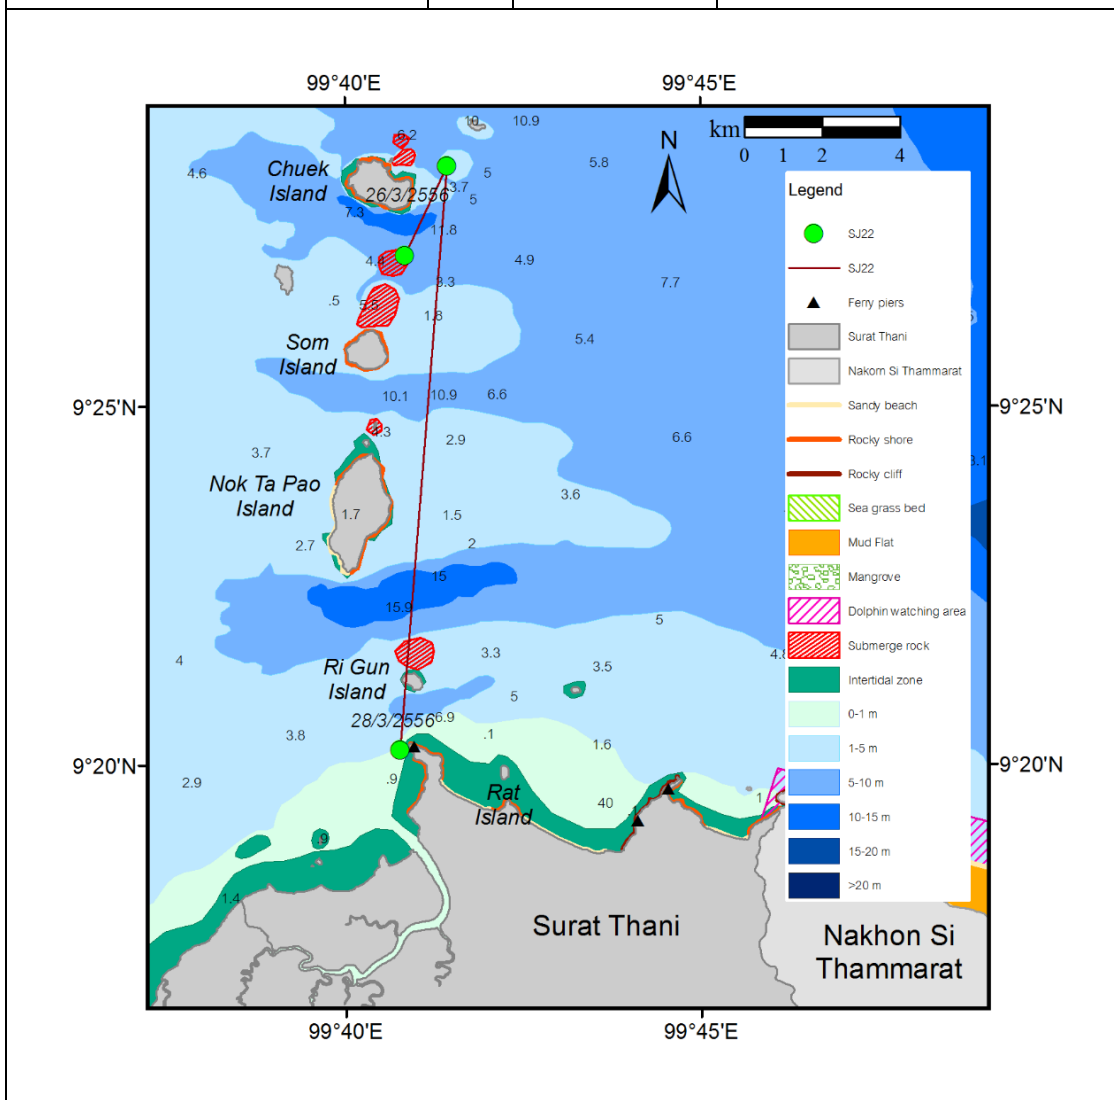 99°40'E
99°45'E
km
0
1
2
4
N
10
10.9
6.2
5.8
4.6
Chuek
Island
5
3.7
26/3/2556
5
7.3
11.8
4.4
4.9
3.3
7.7
.5
5.5
1.8
Som
Island
5.4
9°25'N
9°25'N
10.1
10.9
6.6
4.3
2.9
6.6
3.7
Nok Ta Pao
Island
3.6
1.7
1.5
2.7
2
15
15.9
5
4
Ri Gun
Island
3.3
3.5
5
28/3/2556
6.9
3.8
.1
1.6
9°20'N
9°20'N
2.9
.9
Rat
Island
40
1
.9
1.4
Surat Thani
Nakhon Si
Thammarat
99°40'E
99°45'E
Legend
SJ22
SJ22
Ferry piers
Surat Thani
Nakorn Si Thammarat
Sandy beach
Rocky shore
Rocky cliff
Sea grass bed
Mud Flat
Mangrove
Dolphin watching area
Submerge rock
Intertidal zone
0-1 m
1-5 m
5-10 m
10-15 m
15-20 m
>20 m